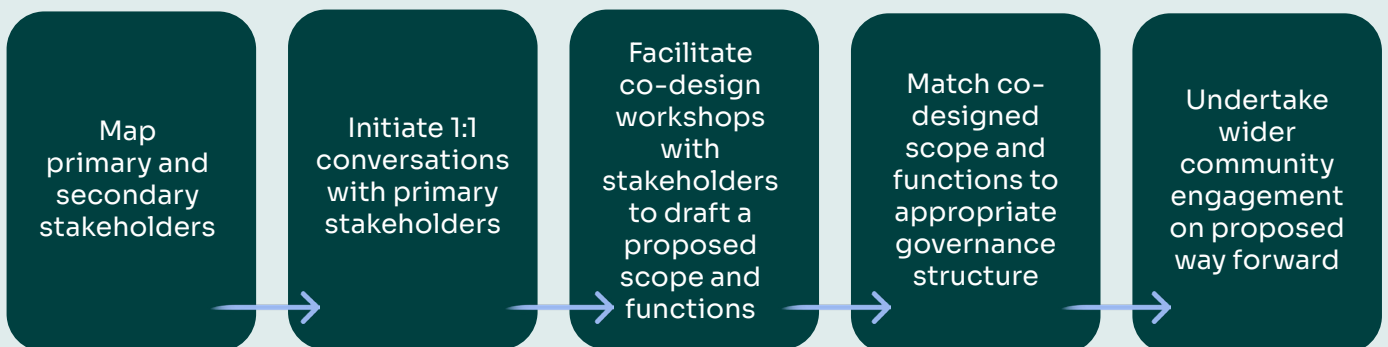 Map
primary and
secondary
stakeholders
Initiate 1:1
conversations
with primary
stakeholders
Facilitate
co-design
workshops
with
stakeholders
to draft a
proposed
scope and
functions
Match co-
designed
scope and
functions to
appropriate
governance
structure
Undertake
wider
community
engagement
on proposed
way forward